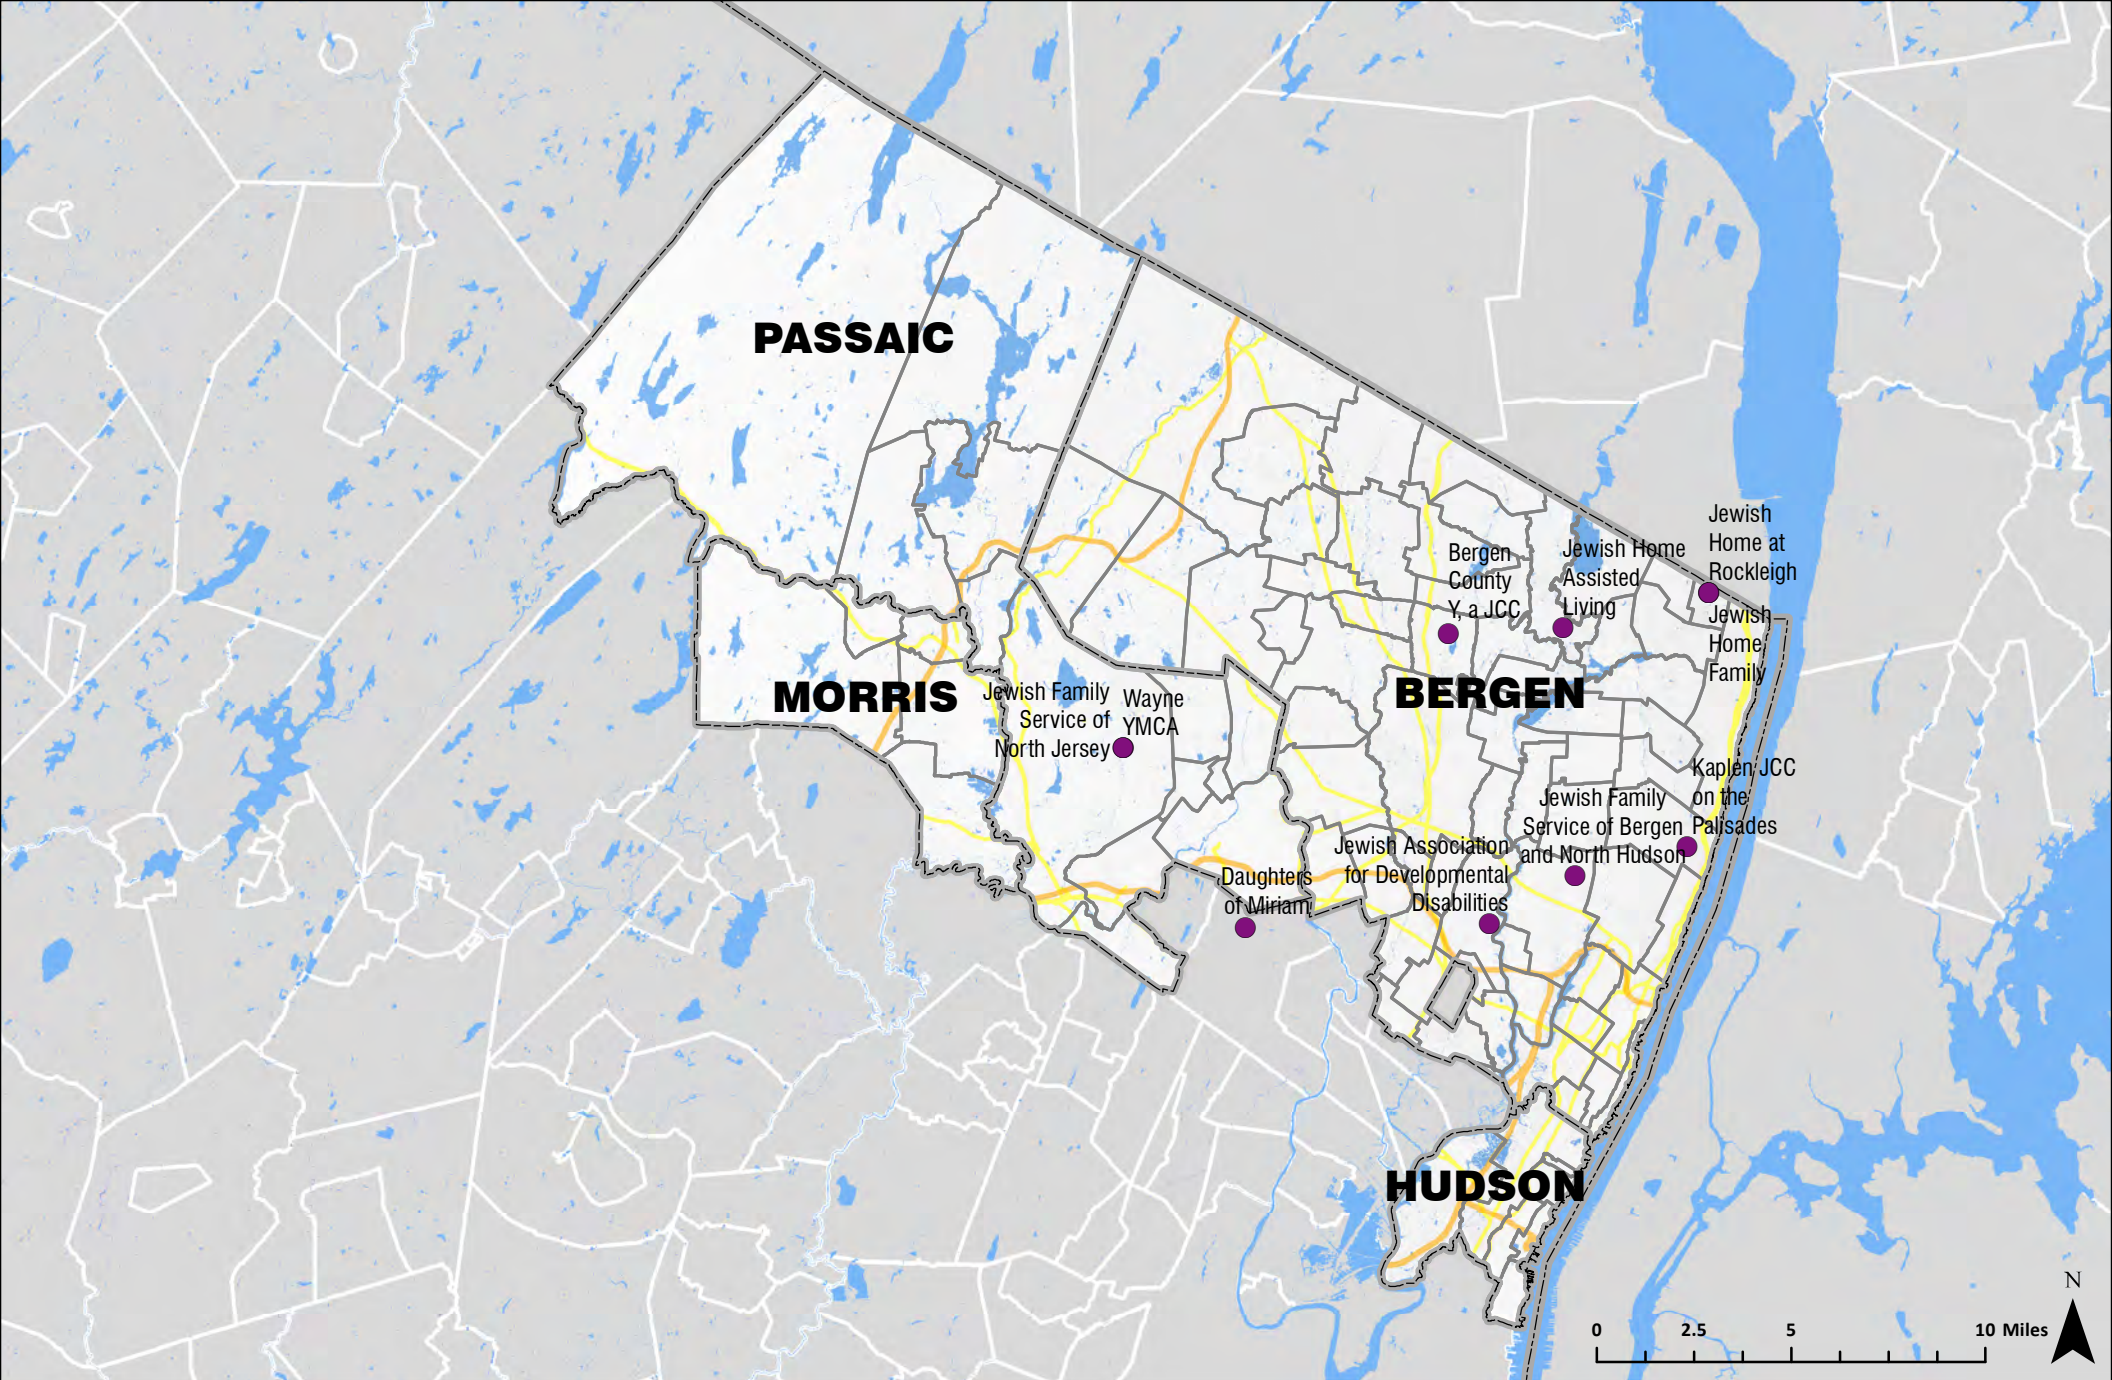 PASSAIC
Jewish
Home at
Rockleigh
Bergen
County
Y, a JCC
Jewish Home
Assisted
Living
Jewish
Home
Family
MORRIS
Jewish Family
Service of
North Jersey
Wayne
YMCA
BERGEN
Kaplen JCC
on the
Palisades
Jewish Family
Service of Bergen
and North Hudson
Jewish Association
for Developmental
Disabilities
Daughters
of Miriam
HUDSON
N
0 2.5 5 10 Miles